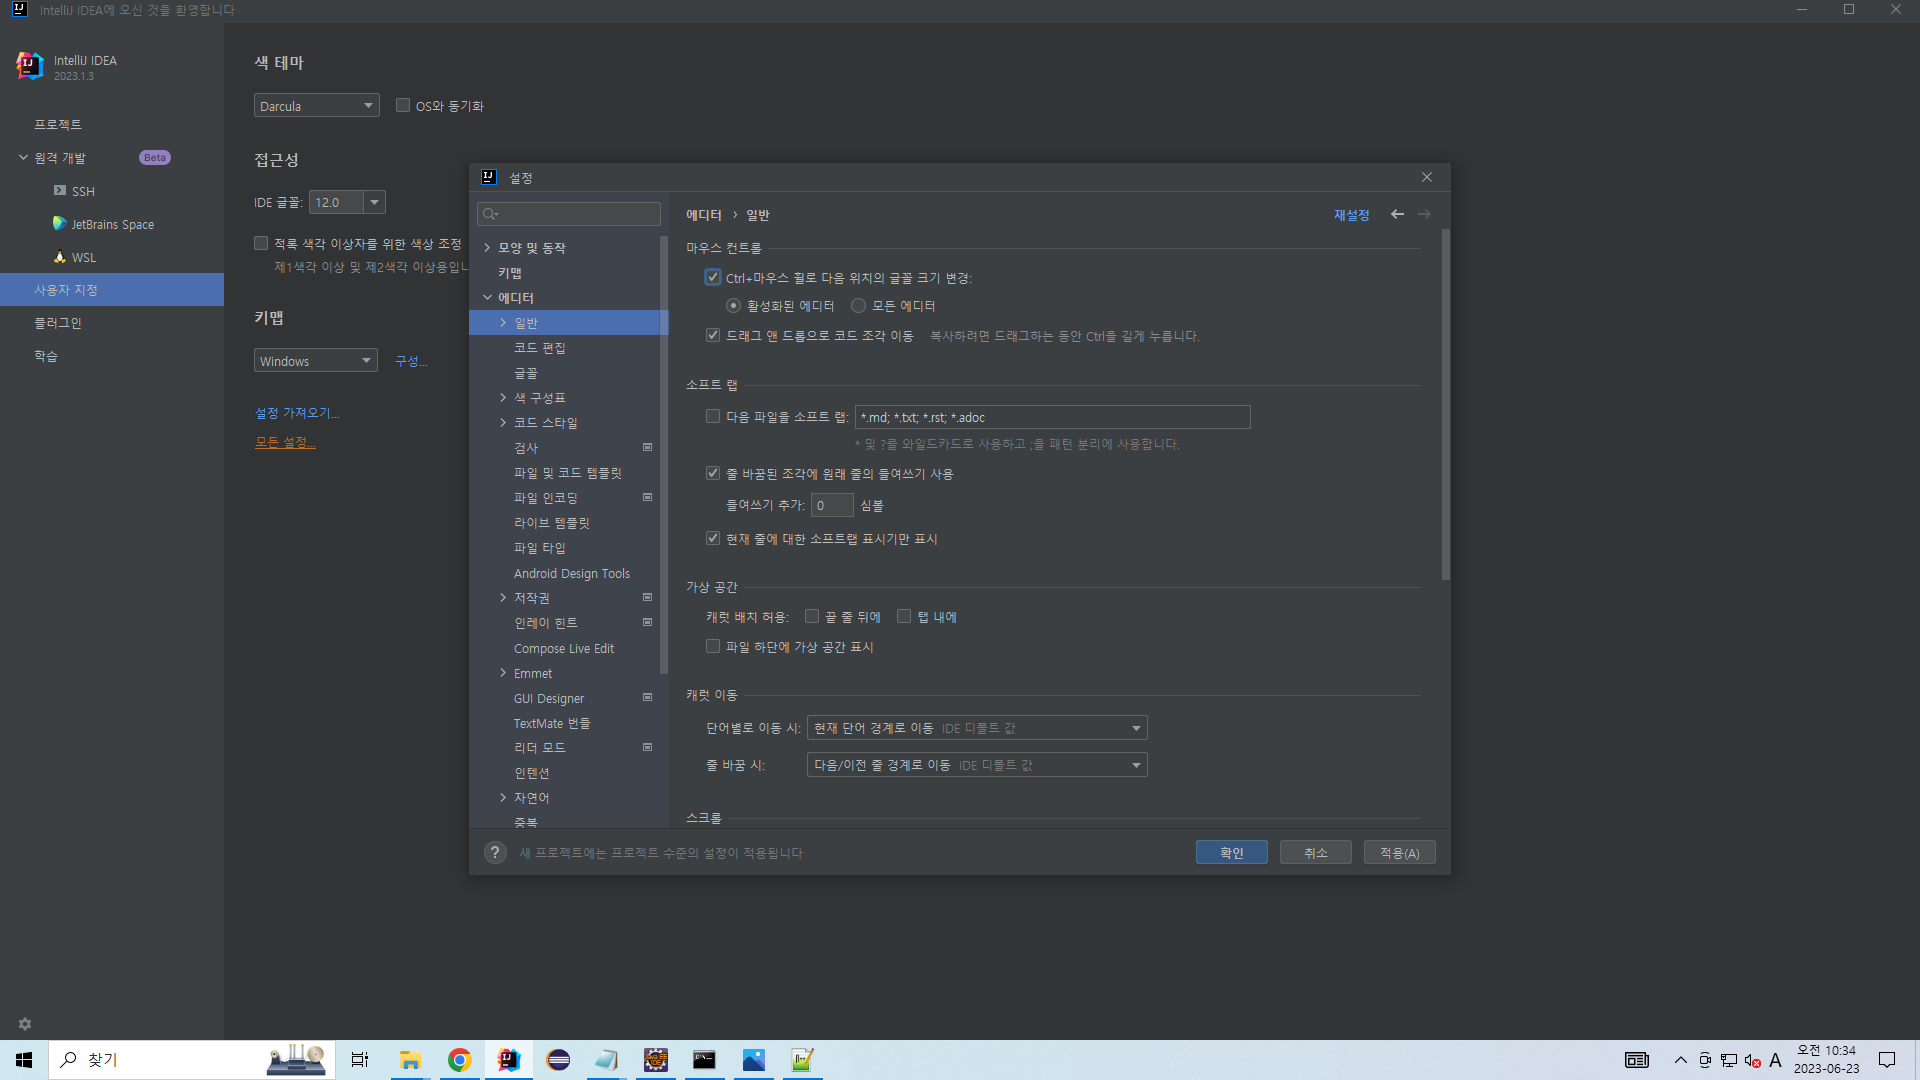 IntelliJ IDEA에 오신 것을 환영합니다
IntelliJ IDEA
2023.1.3
프로젝트
원격 개발
Beta
SSH
JetBrains Space
WSL
사용자 지정
플러그인
학습
색 테마
Darcula
OS와 동기화
접근성
IDE 글꼴:
12.0
적록 색각 이상자를 위한 색상 조정
제1색각 이상 및 제2색각 이상용입니
키맵
Windows
구성...
설정 가져오기...
모든 설정...
설정
모양 및 동작
키맵
에디터
일반
코드 편집
글꼴
색 구성표
코드 스타일
검사
파일 및 코드 템플릿
파일 인코딩
라이브 템플릿
파일 타입
Android Design Tools
저작권
인레이 힌트
Compose Live Edit
Emmet
GUI Designer
TextMate 번들
리더 모드
인텐션
자연어
중복
에디터 › 일반
재설정
마우스 컨트롤
Ctrl+마우스 휠로 다음 위치의 글꼴 크기 변경:
활성화된 에디터
모든 에디터
드래그 앤 드롭으로 코드 조각 이동 복사하려면 드래그하는 동안 Ctrl을 길게 누릅니다.
소프트 랩
다음 파일을 소프트 랩: *.md; *.txt; *.rst; *.adoc
* 및 ?를 와일드카드로 사용하고 ;을 패턴 분리에 사용합니다.
줄 바꿈된 조각에 원래 줄의 들여쓰기 사용
들여쓰기 추가: 0 심볼
현재 줄에 대한 소프트랩 표시기만 표시
가상 공간
캐럿 배치 허용: 끝 줄 뒤에 탭 내에
파일 하단에 가상 공간 표시
캐럿 이동
단어별로 이동 시: 현재 단어 경계로 이동 IDE 디폴트 값
줄 바꿈 시: 다음/이전 줄 경계로 이동 IDE 디폴트 값
스크롤
? 새 프로젝트에는 프로젝트 수준의 설정이 적용됩니다
확인
취소
적용(A)
찾기
A
오전 10:34
2023-06-23